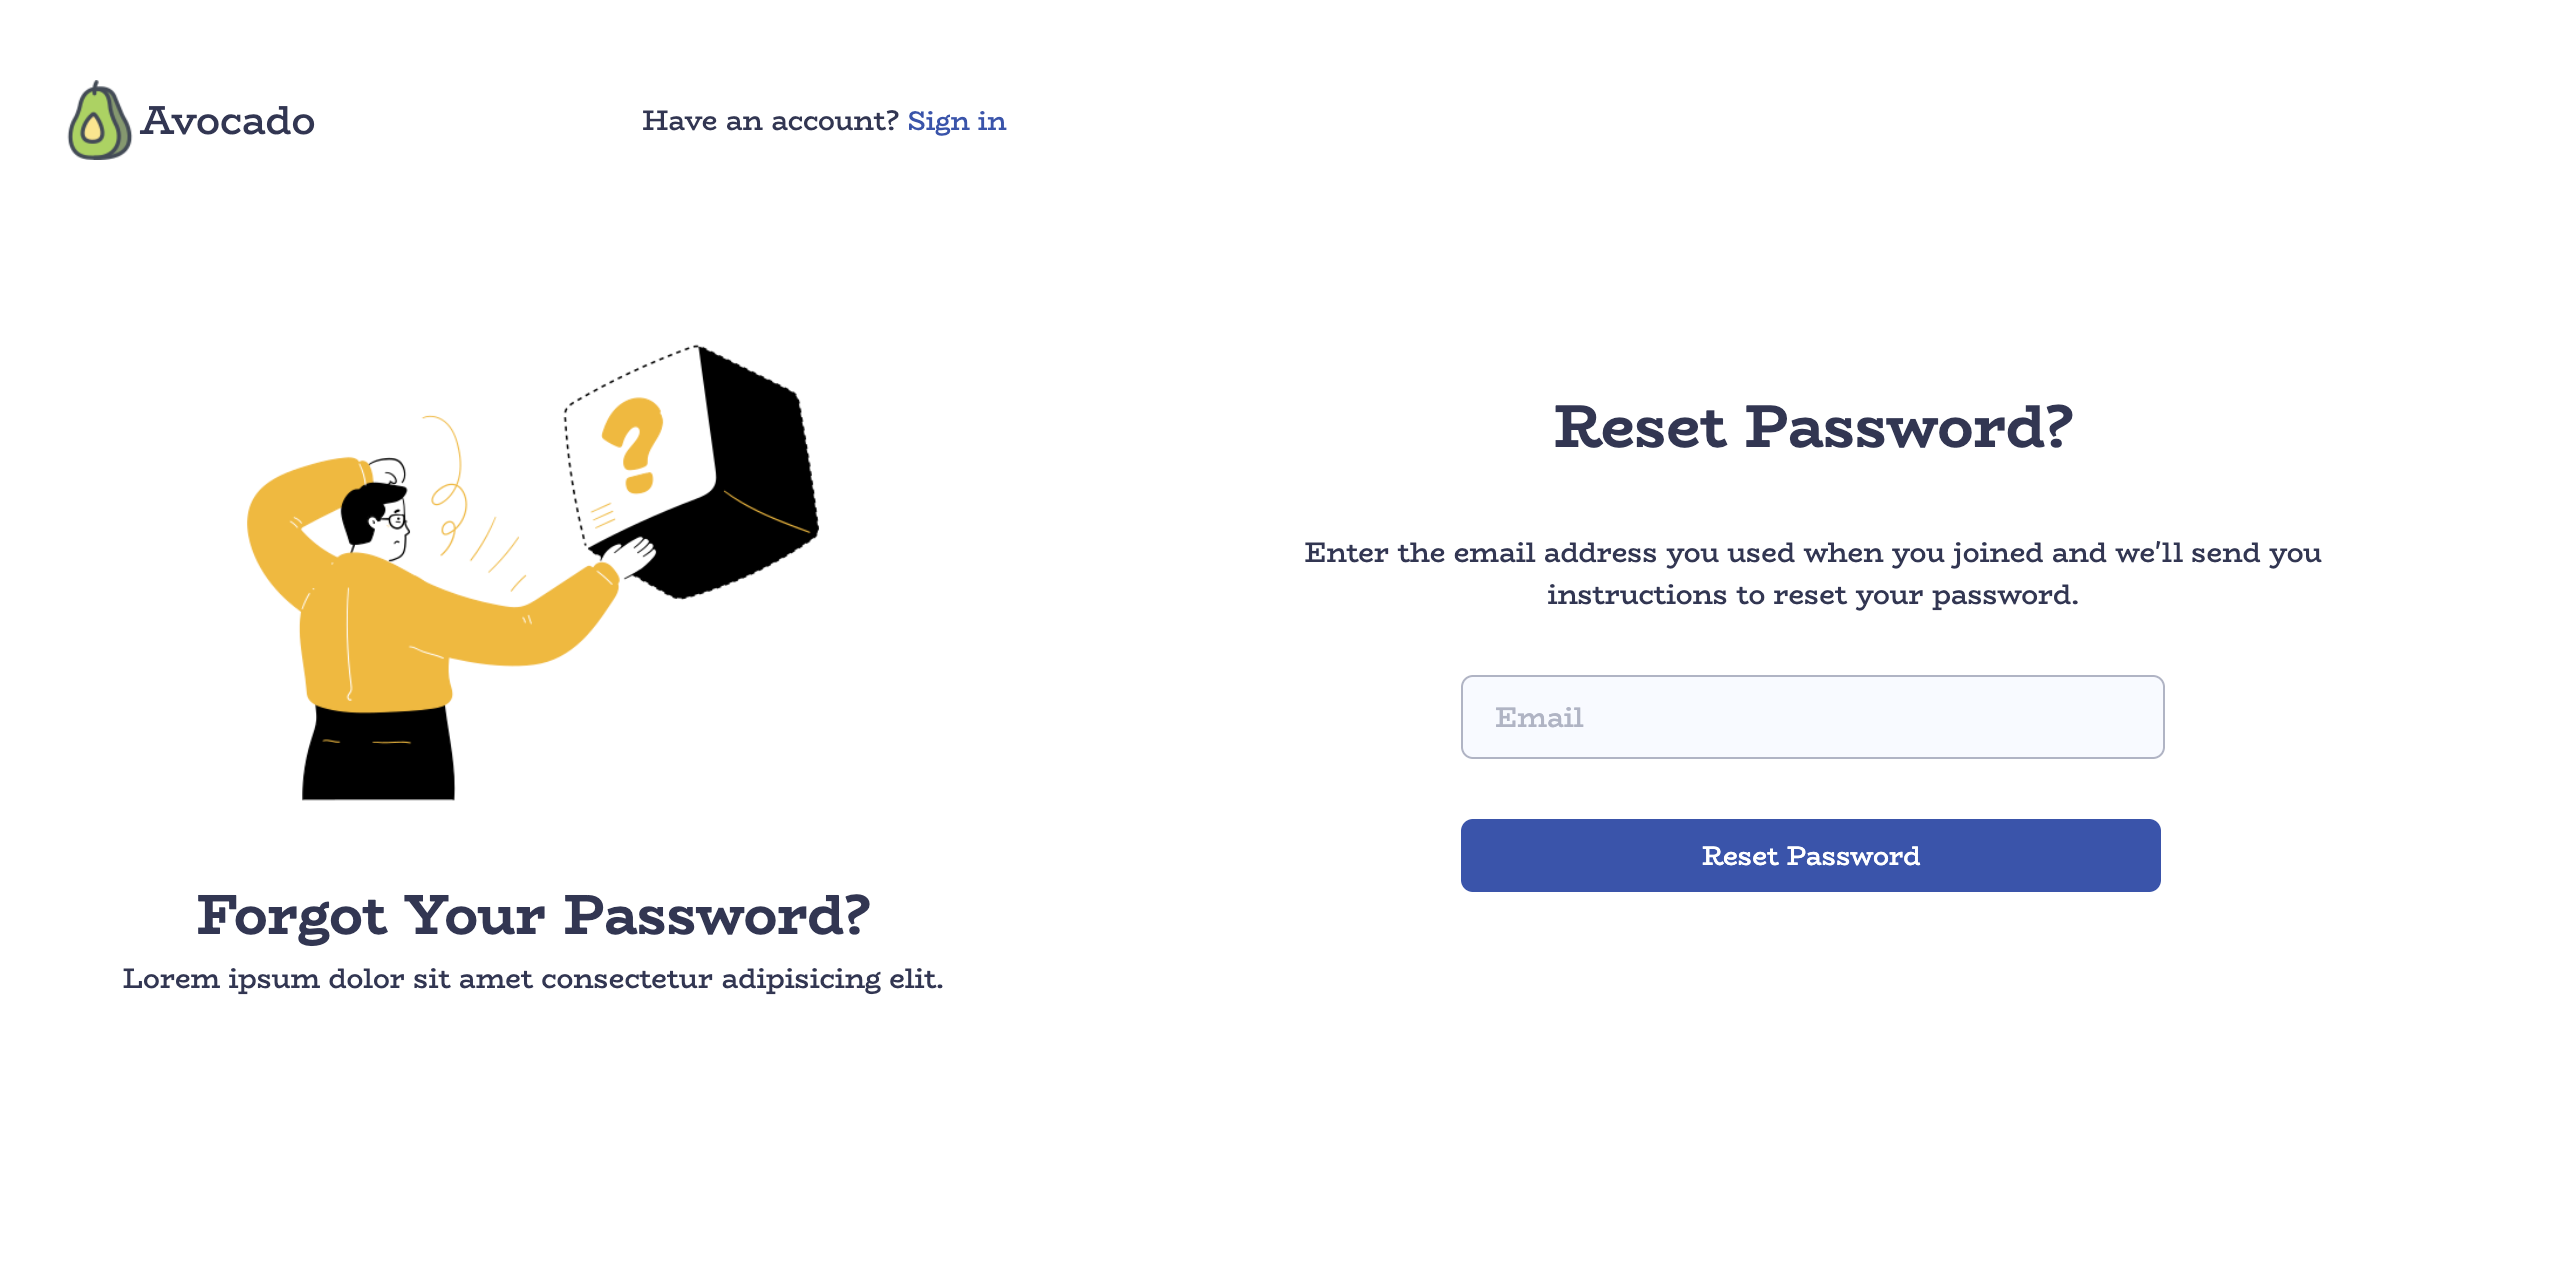 Avocado
Have an account? Sign in
?
Forgot Your Password?
Lorem ipsum dolor sit amet consectetur adipisicing elit.
Reset Password?
Enter the email address you used when you joined and we'll send you
instructions to reset your password.
Email
Reset Password